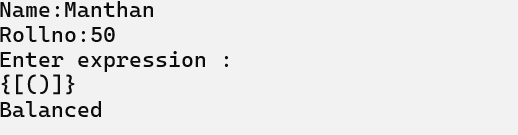 Name:Manthan
Rollno:50
Enter expression :
{[()]}
Balanced